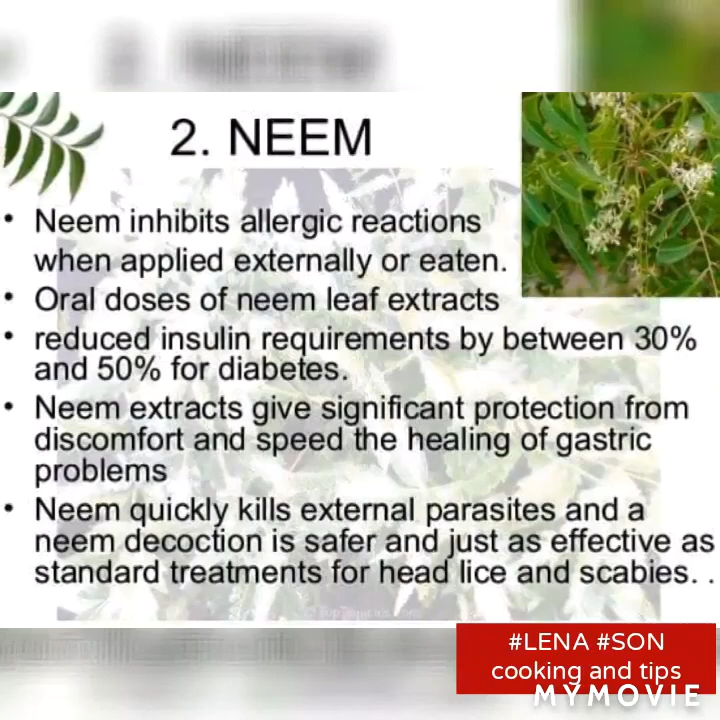 2. NEEM
• Neem inhibits allergic reactions
when applied externally or eaten.
• Oral doses of neem leaf extracts
• reduced insulin requirements by between 30%
and 50% for diabetes.
• Neem extracts give significant protection from
discomfort and speed the healing of gastric
problems
• Neem quickly kills external parasites and a
neem decoction is safer and just as effective as
standard treatments for head lice and scabies. .
#LENA #SON
cooking and tips
MYMOVIE